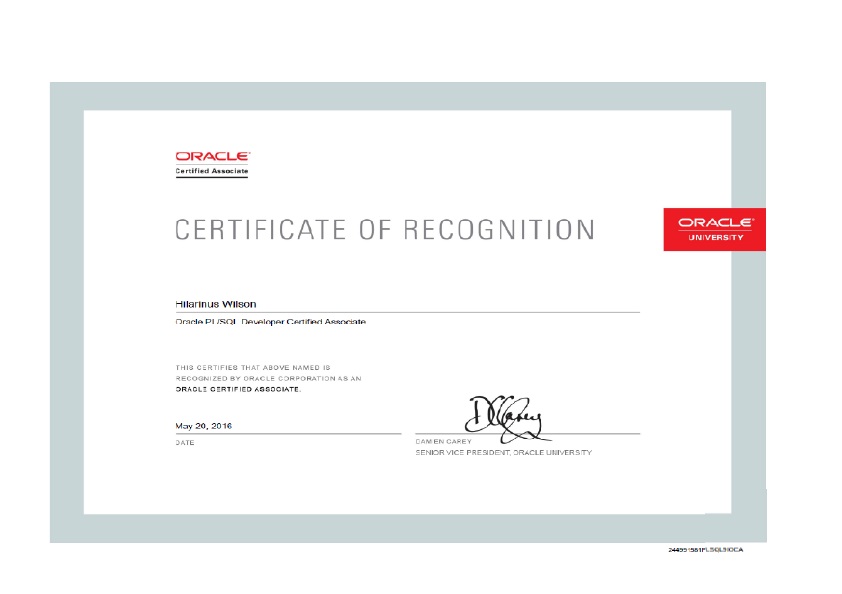 ORACLE
Certified Associate
CERTIFICATE OF RECOGNITION
ORACLE
UNIVERSITY
Hilarinus Wilson
Oracle PL/SQL Developer Certified Associate
THIS CERTIFIES THAT ABOVE NAMED IS
RECOGNIZED BY ORACLE CORPORATION AS AN
ORACLE CERTIFIED ASSOCIATE.
May 20, 2016
DATE
DCarey
DAMIEN CAREY
SENIOR VICE PRESIDENT, ORACLE UNIVERSITY